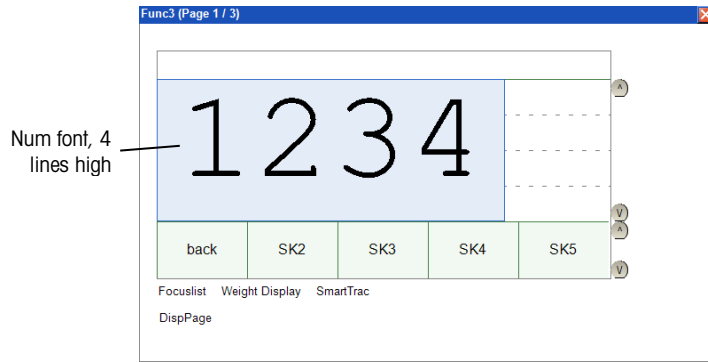 Func3 (Page 1 / 3)
1234
Num font, 4
lines high
back SK2 SK3 SK4 SK5
Focuslist Weight Display SmartTrac
DispPage